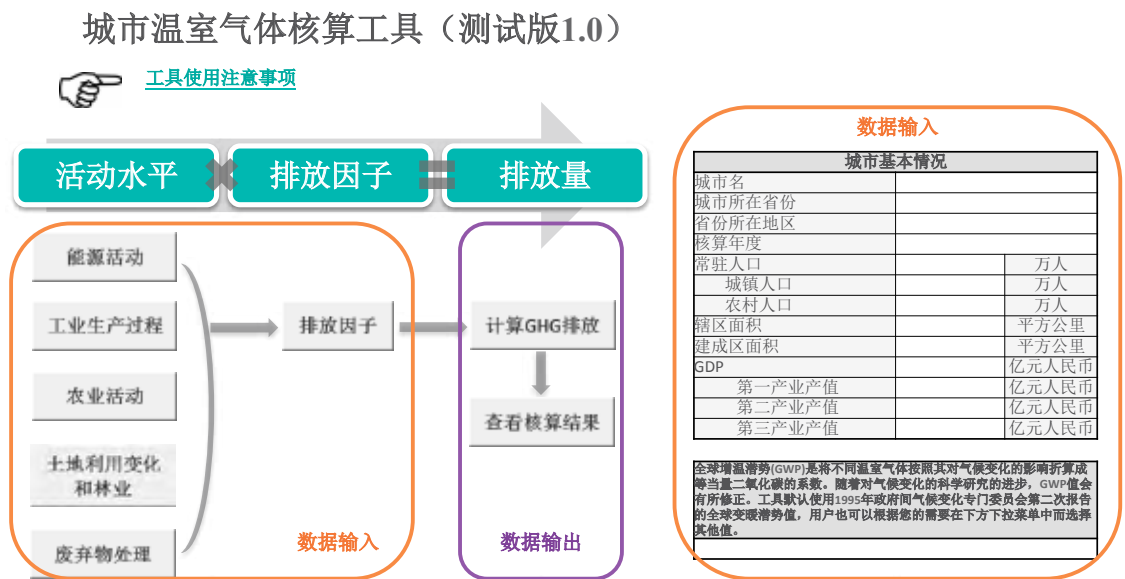 城市温室气体核算工具（测试版1.0）
工具使用注意事项
活动水平
排放因子
排放量
能源活动
工业生产过程
农业活动
土地利用变化
和林业
废弃物处理
排放因子
数据输入
计算GHG排放
查看核算结果
数据输出
数据输入
城市基本情况
城市名
城市所在省份
省份所在地区
核算年度
常驻人口 万人
城镇人口 万人
农村人口 万人
辖区面积 平方公里
建成区面积 平方公里
GDP 亿元人民币
第一产业产值 亿元人民币
第二产业产值 亿元人民币
第三产业产值 亿元人民币
全球增温潜势(GWP)是将不同温室气体按照其对气候变化的影响折算成
等当量二氧化碳的系数。随着对气候变化的科学研究的进步，GWP值会
有所修正。工具默认使用1995年政府间气候变化专门委员会第二次报告
的全球变暖潜势值，用户也可以根据您的需要在下方下拉菜单中而选择
其他值。